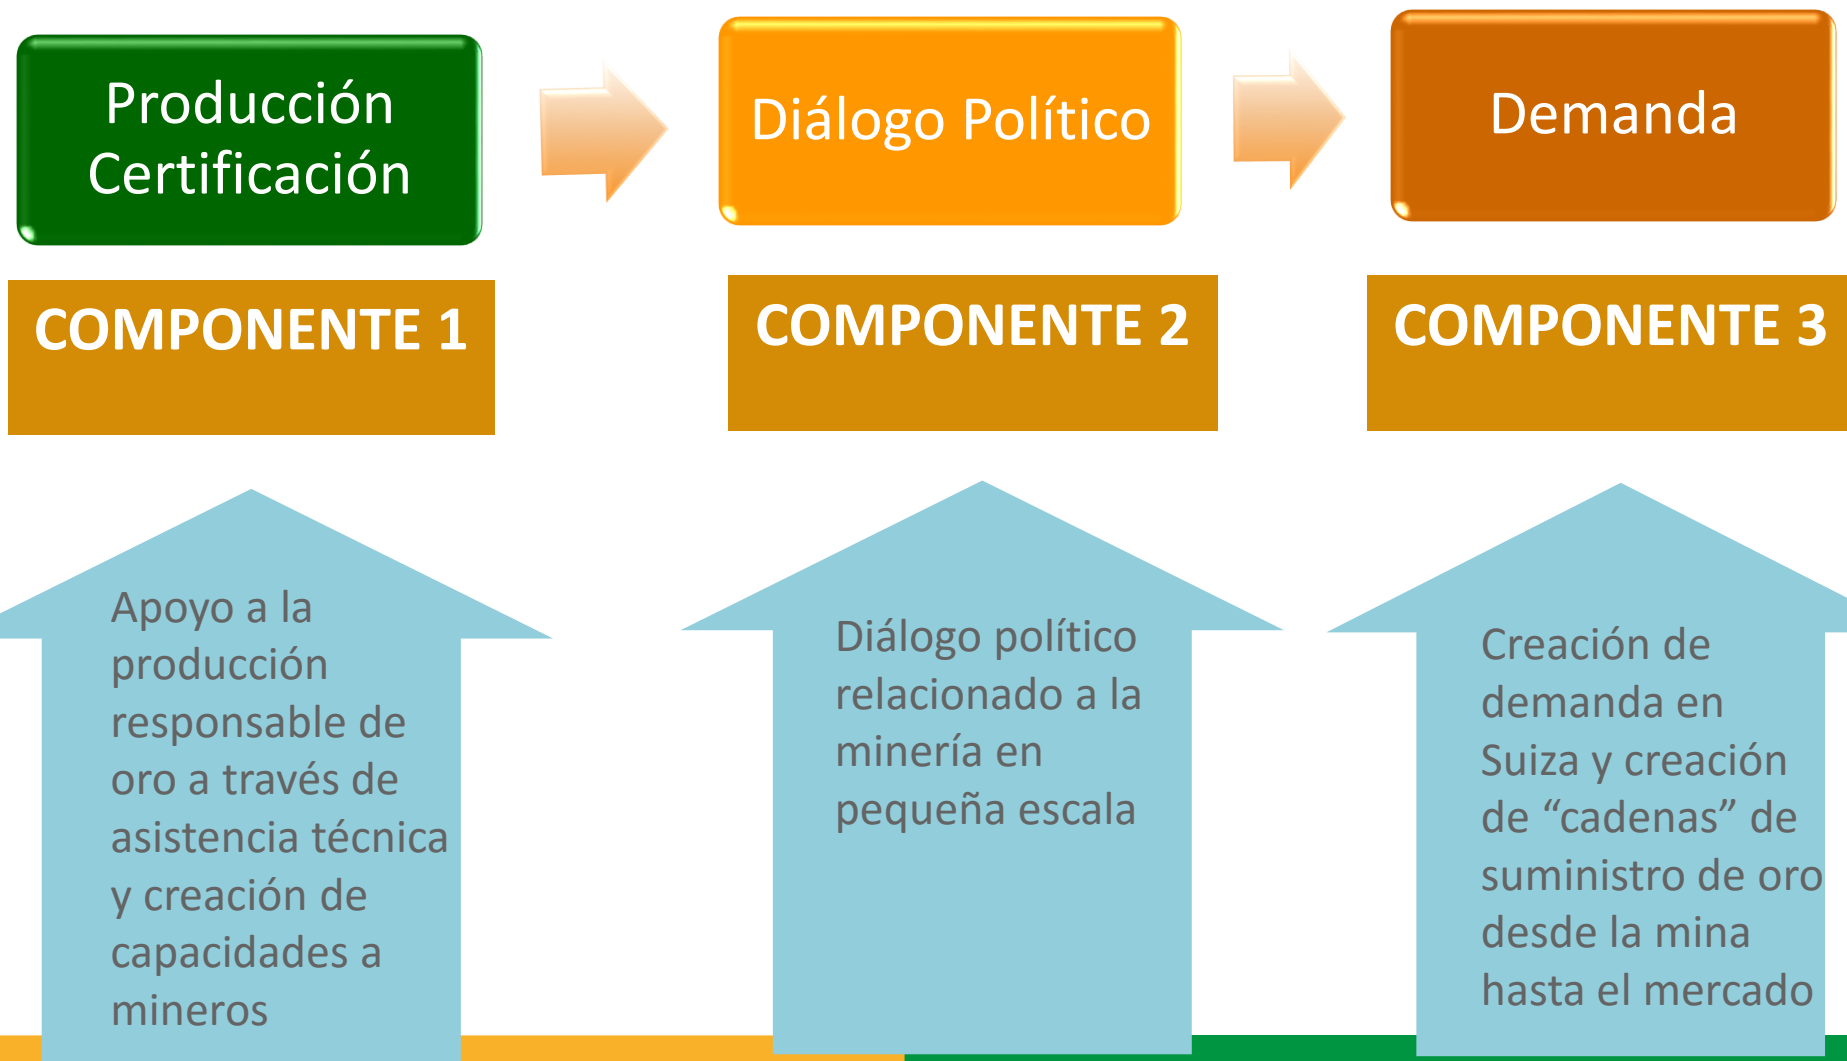 Producción
Certificación
Diálogo Político
Demanda
COMPONENTE 1
COMPONENTE 2
COMPONENTE 3
Apoyo a la
producción
responsable de
oro a través de
asistencia técnica
y creación de
capacidades a
mineros
Diálogo político
relacionado a la
minería en
pequeña escala
Creación de
demanda en
Suiza y creación
de “cadenas” de
suministro de oro
desde la mina
hasta el mercado